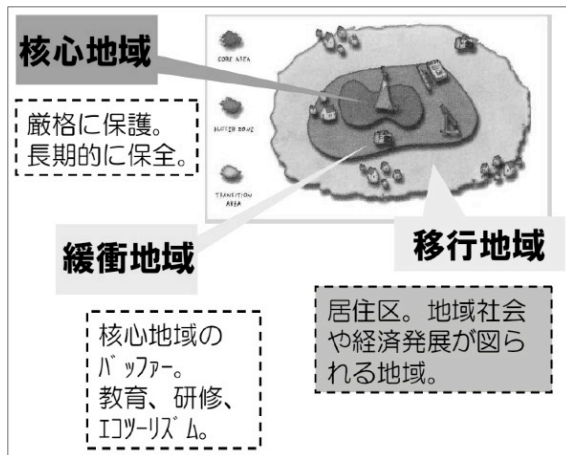 核心地域
厳格に保護。
長期的に保全。
CORE AREA
BUFFER ZONE
TRANSITION
AREA
緩衝地域
核心地域の
ﾊﾞｯﾌｧｰ。
教育、研修、
ｴｺﾂｰﾘｽﾞﾑ。
移行地域
居住区。地域社会
や経済発展が図ら
れる地域。